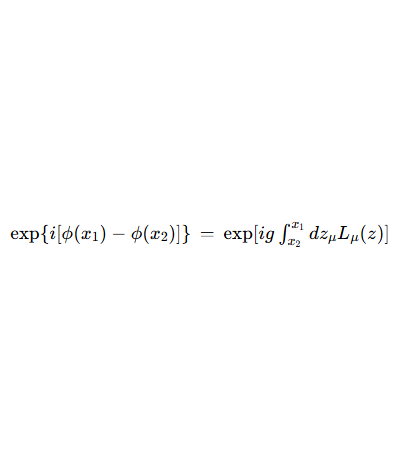 exp{i[ϕ(x₁) − ϕ(x₂)]} = exp[ig ∫_{x₂}^{x₁} dz_μ L_μ(z)]